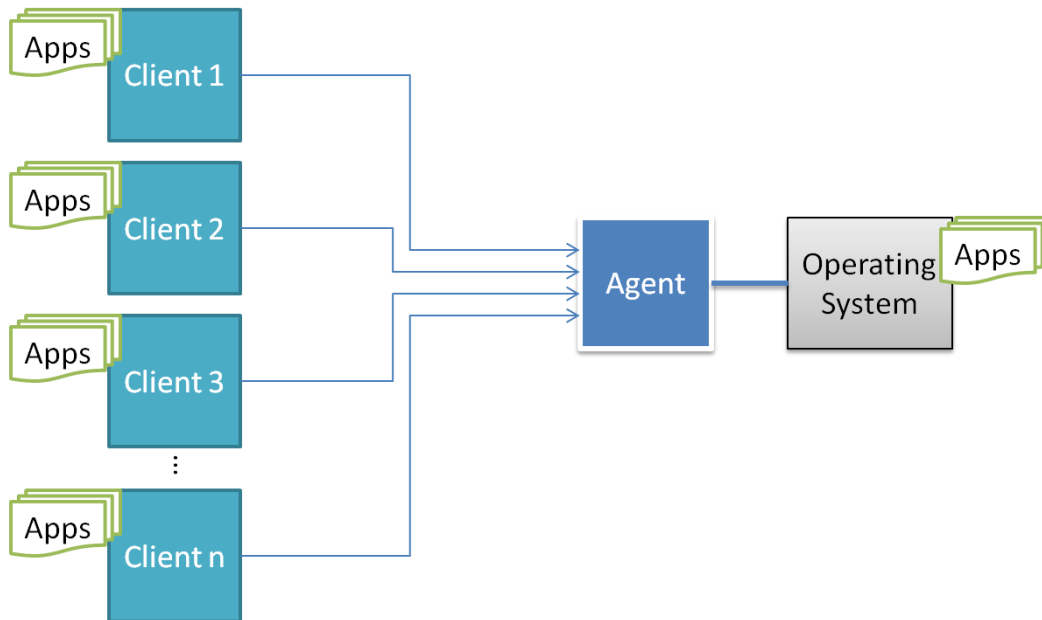 Apps
Client 1
Apps
Client 2
Apps
Client 3
...
Apps
Client n
Agent
Operating
System
Apps